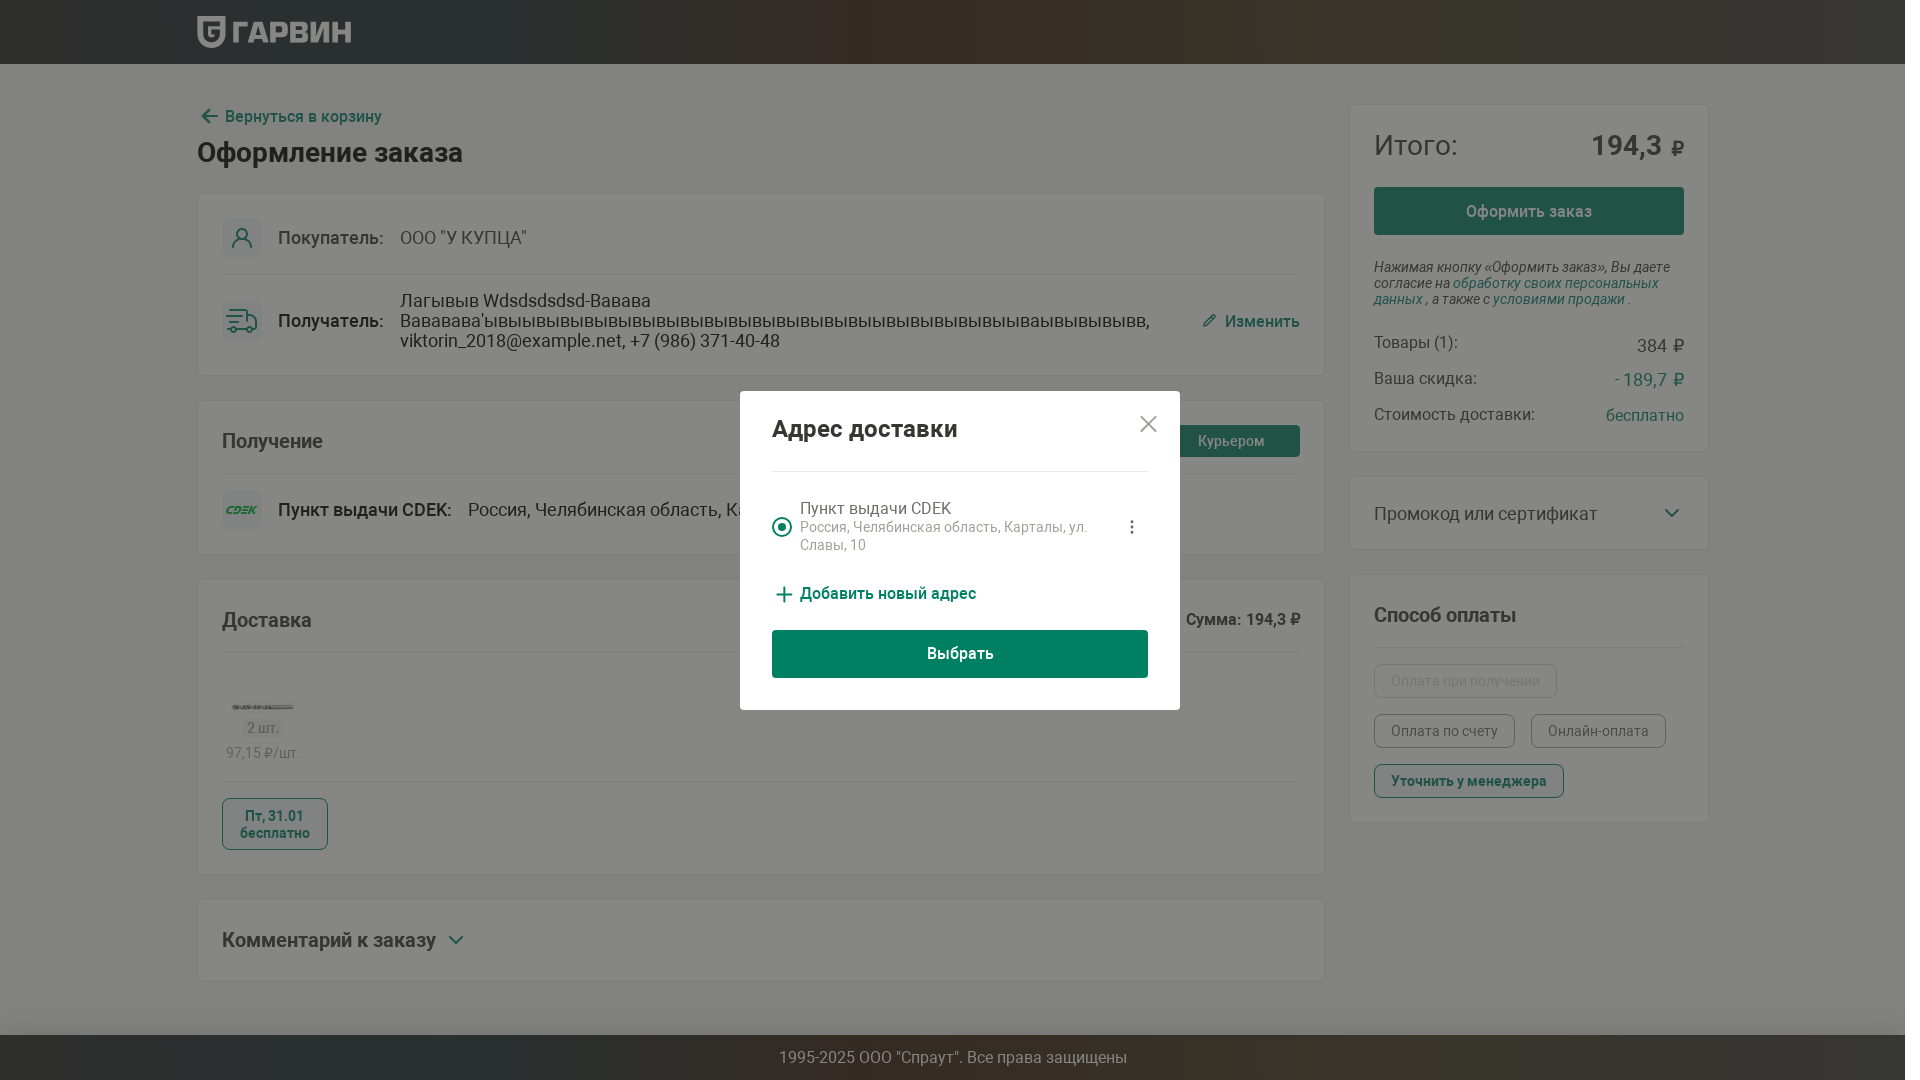 ГАРВИН
Вернуться в корзину
Оформление заказа
Покупатель: ООО "У КУПЦА"
Получатель:
Лагывыв Wdsdsdsdsd-Вавава
Вавававa'ывыывывывывывывывывывывывывывывыывывывывывывыываывывывывв,
viktorin_2018@example.net, +7 (986) 371-40-48
Изменить
Получение
Курьером
CDEK
Пункт выдачи CDEK: Россия, Челябинская область, Ка
Доставка
Сумма: 194,3 ₽
2 шт.
97,15 ₽/шт.
Пт, 31.01
бесплатно
Комментарий к заказу
Адрес доставки
Пункт выдачи CDEK
Россия, Челябинская область, Карталы, ул.
Славы, 10
Добавить новый адрес
Выбрать
Итого: 194,3 ₽
Оформить заказ
Нажимая кнопку «Оформить заказ», Вы даете
согласие на обработку своих персональных
данных , а также с условиями продажи .
Товары (1): 384 ₽
Ваша скидка: - 189,7 ₽
Стоимость доставки: бесплатно
Промокод или сертификат
Способ оплаты
Оплата при получении
Оплата по счету
Онлайн-оплата
Уточнить у менеджера
1995-2025 ООО "Спраут". Все права защищены